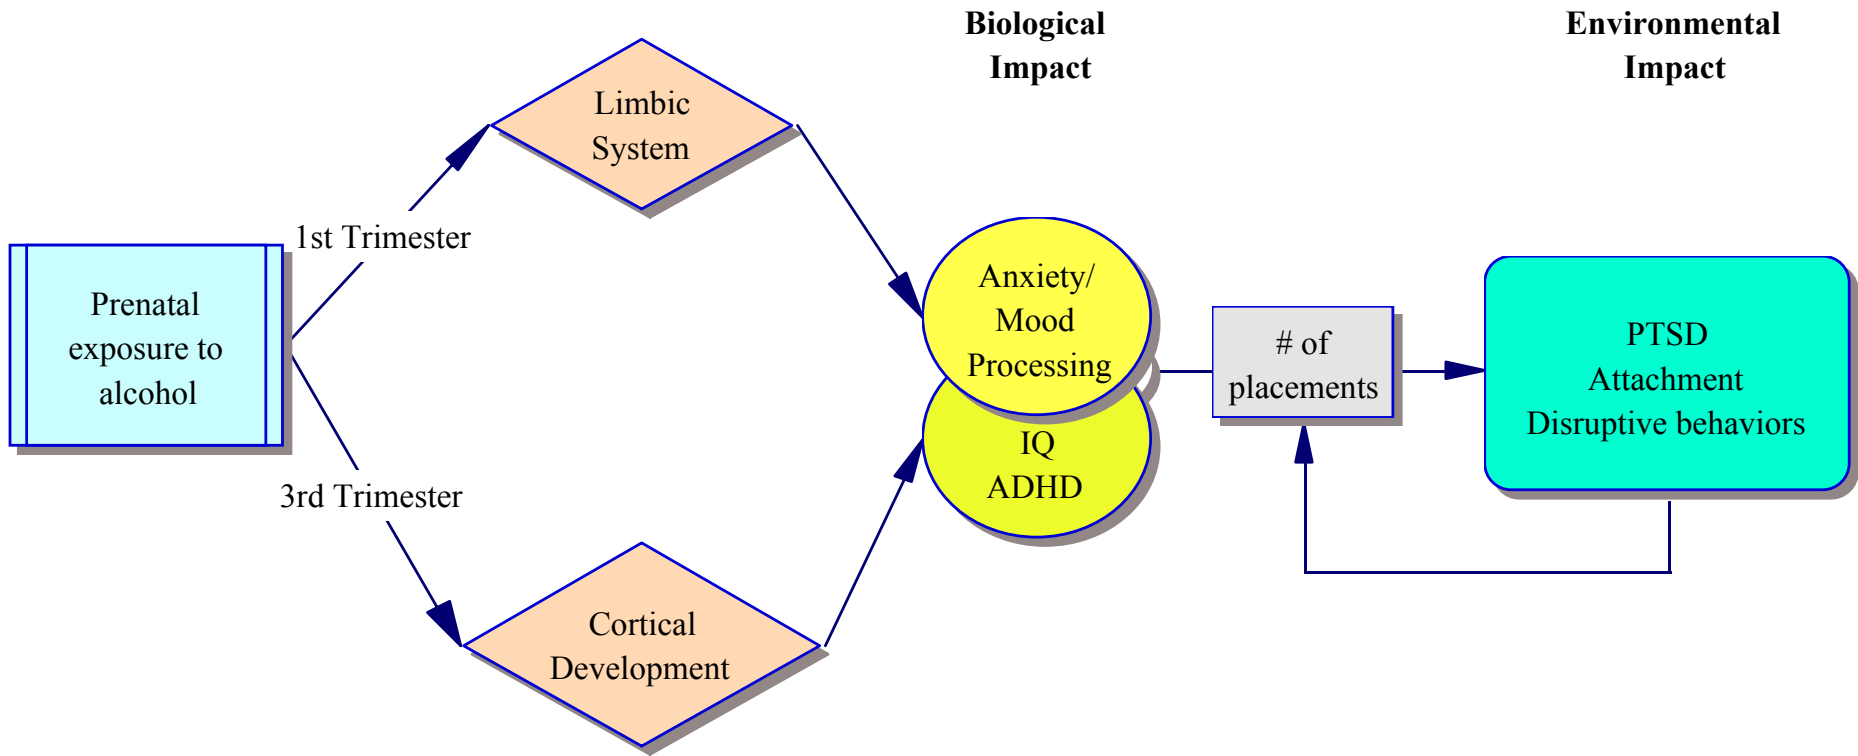 Biological
Impact
Environmental
Impact
Limbic
System
1st Trimester
Prenatal
exposure to
alcohol
3rd Trimester
Cortical
Development
Anxiety/
Mood
Processing
IQ
ADHD
# of
placements
PTSD
Attachment
Disruptive behaviors